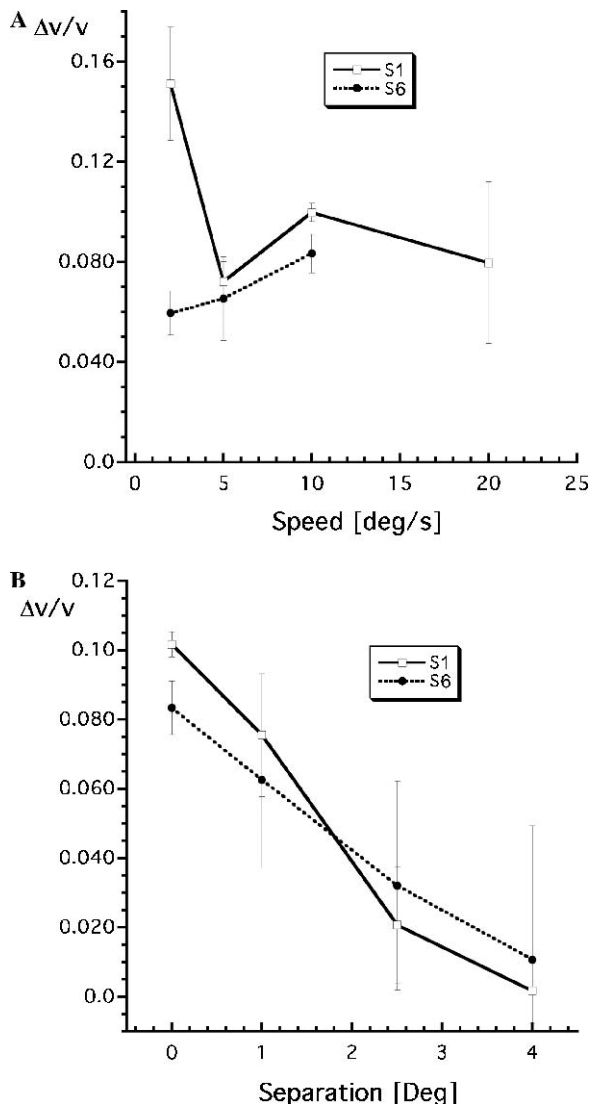 A Δv/v
0.16
S1
S6
0.12
0.080
0.040
0.0
0 5 10 15 20 25
Speed [deg/s]
B 0.12
Δv/v
0.10
S1
S6
0.080
0.060
0.040
0.020
0.0
0 1 2 3 4
Separation [Deg]